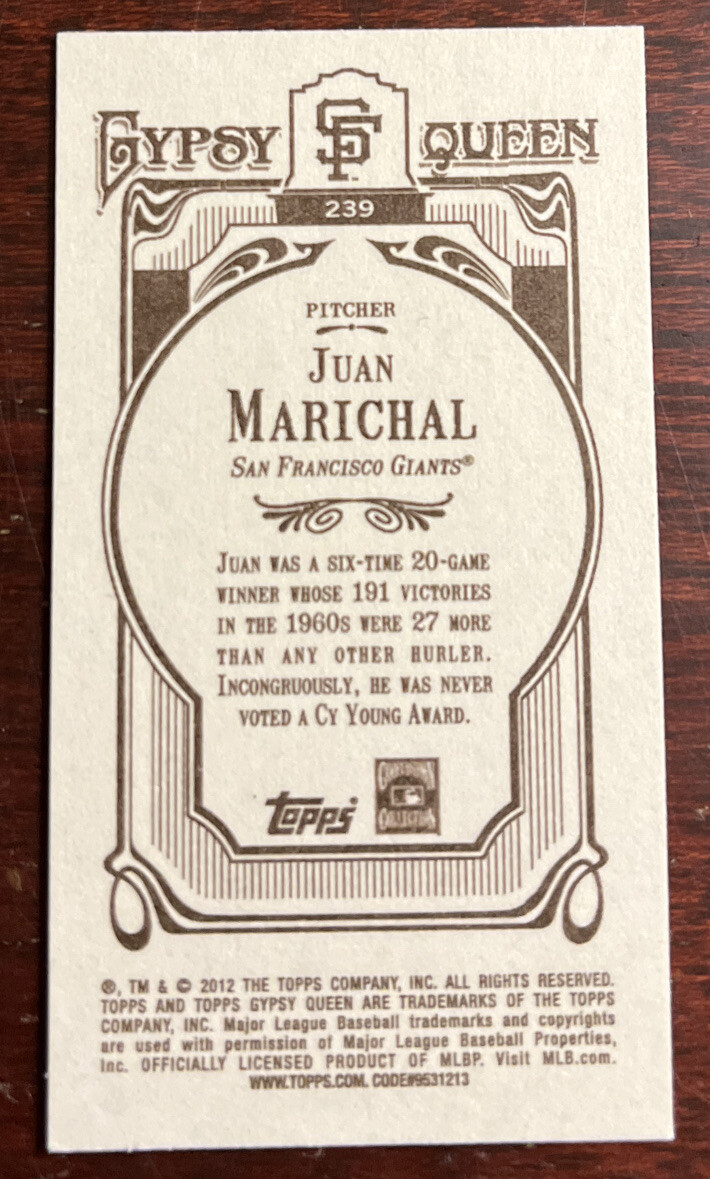 GYPSY SF QUEEN
239
PITCHER
JUAN
MARICHAL
SAN FRANCISCO GIANTS®
JUAN WAS A SIX-TIME 20-GAME
WINNER WHOSE 191 VICTORIES
IN THE 1960S WERE 27 MORE
THAN ANY OTHER HURLER.
INCONGRUOUSLY, HE WAS NEVER
VOTED A CY YOUNG AWARD.
COOPERSTOWN
topps
COLLECTION
®, TM & © 2012 THE TOPPS COMPANY, INC. ALL RIGHTS RESERVED.
TOPPS AND TOPPS GYPSY QUEEN ARE TRADEMARKS OF THE TOPPS
COMPANY, INC. Major League Baseball trademarks and copyrights
are used with permission of Major League Baseball Properties,
Inc. OFFICIALLY LICENSED PRODUCT OF MLBP. Visit MLB.com.
WWW.TOPPS.COM. CODE#9531213